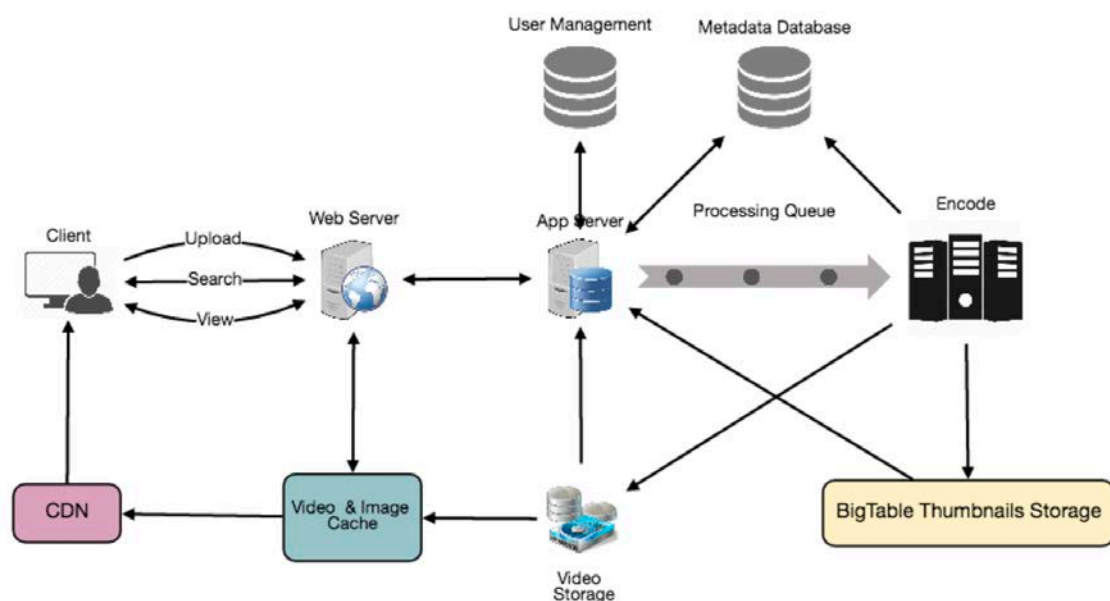 User Management
Metadata Database
Web Server
App Server
Processing Queue
Encode
Client
Upload
Search
View
CDN
Video & Image
Cache
BigTable Thumbnails Storage
Video
Storage